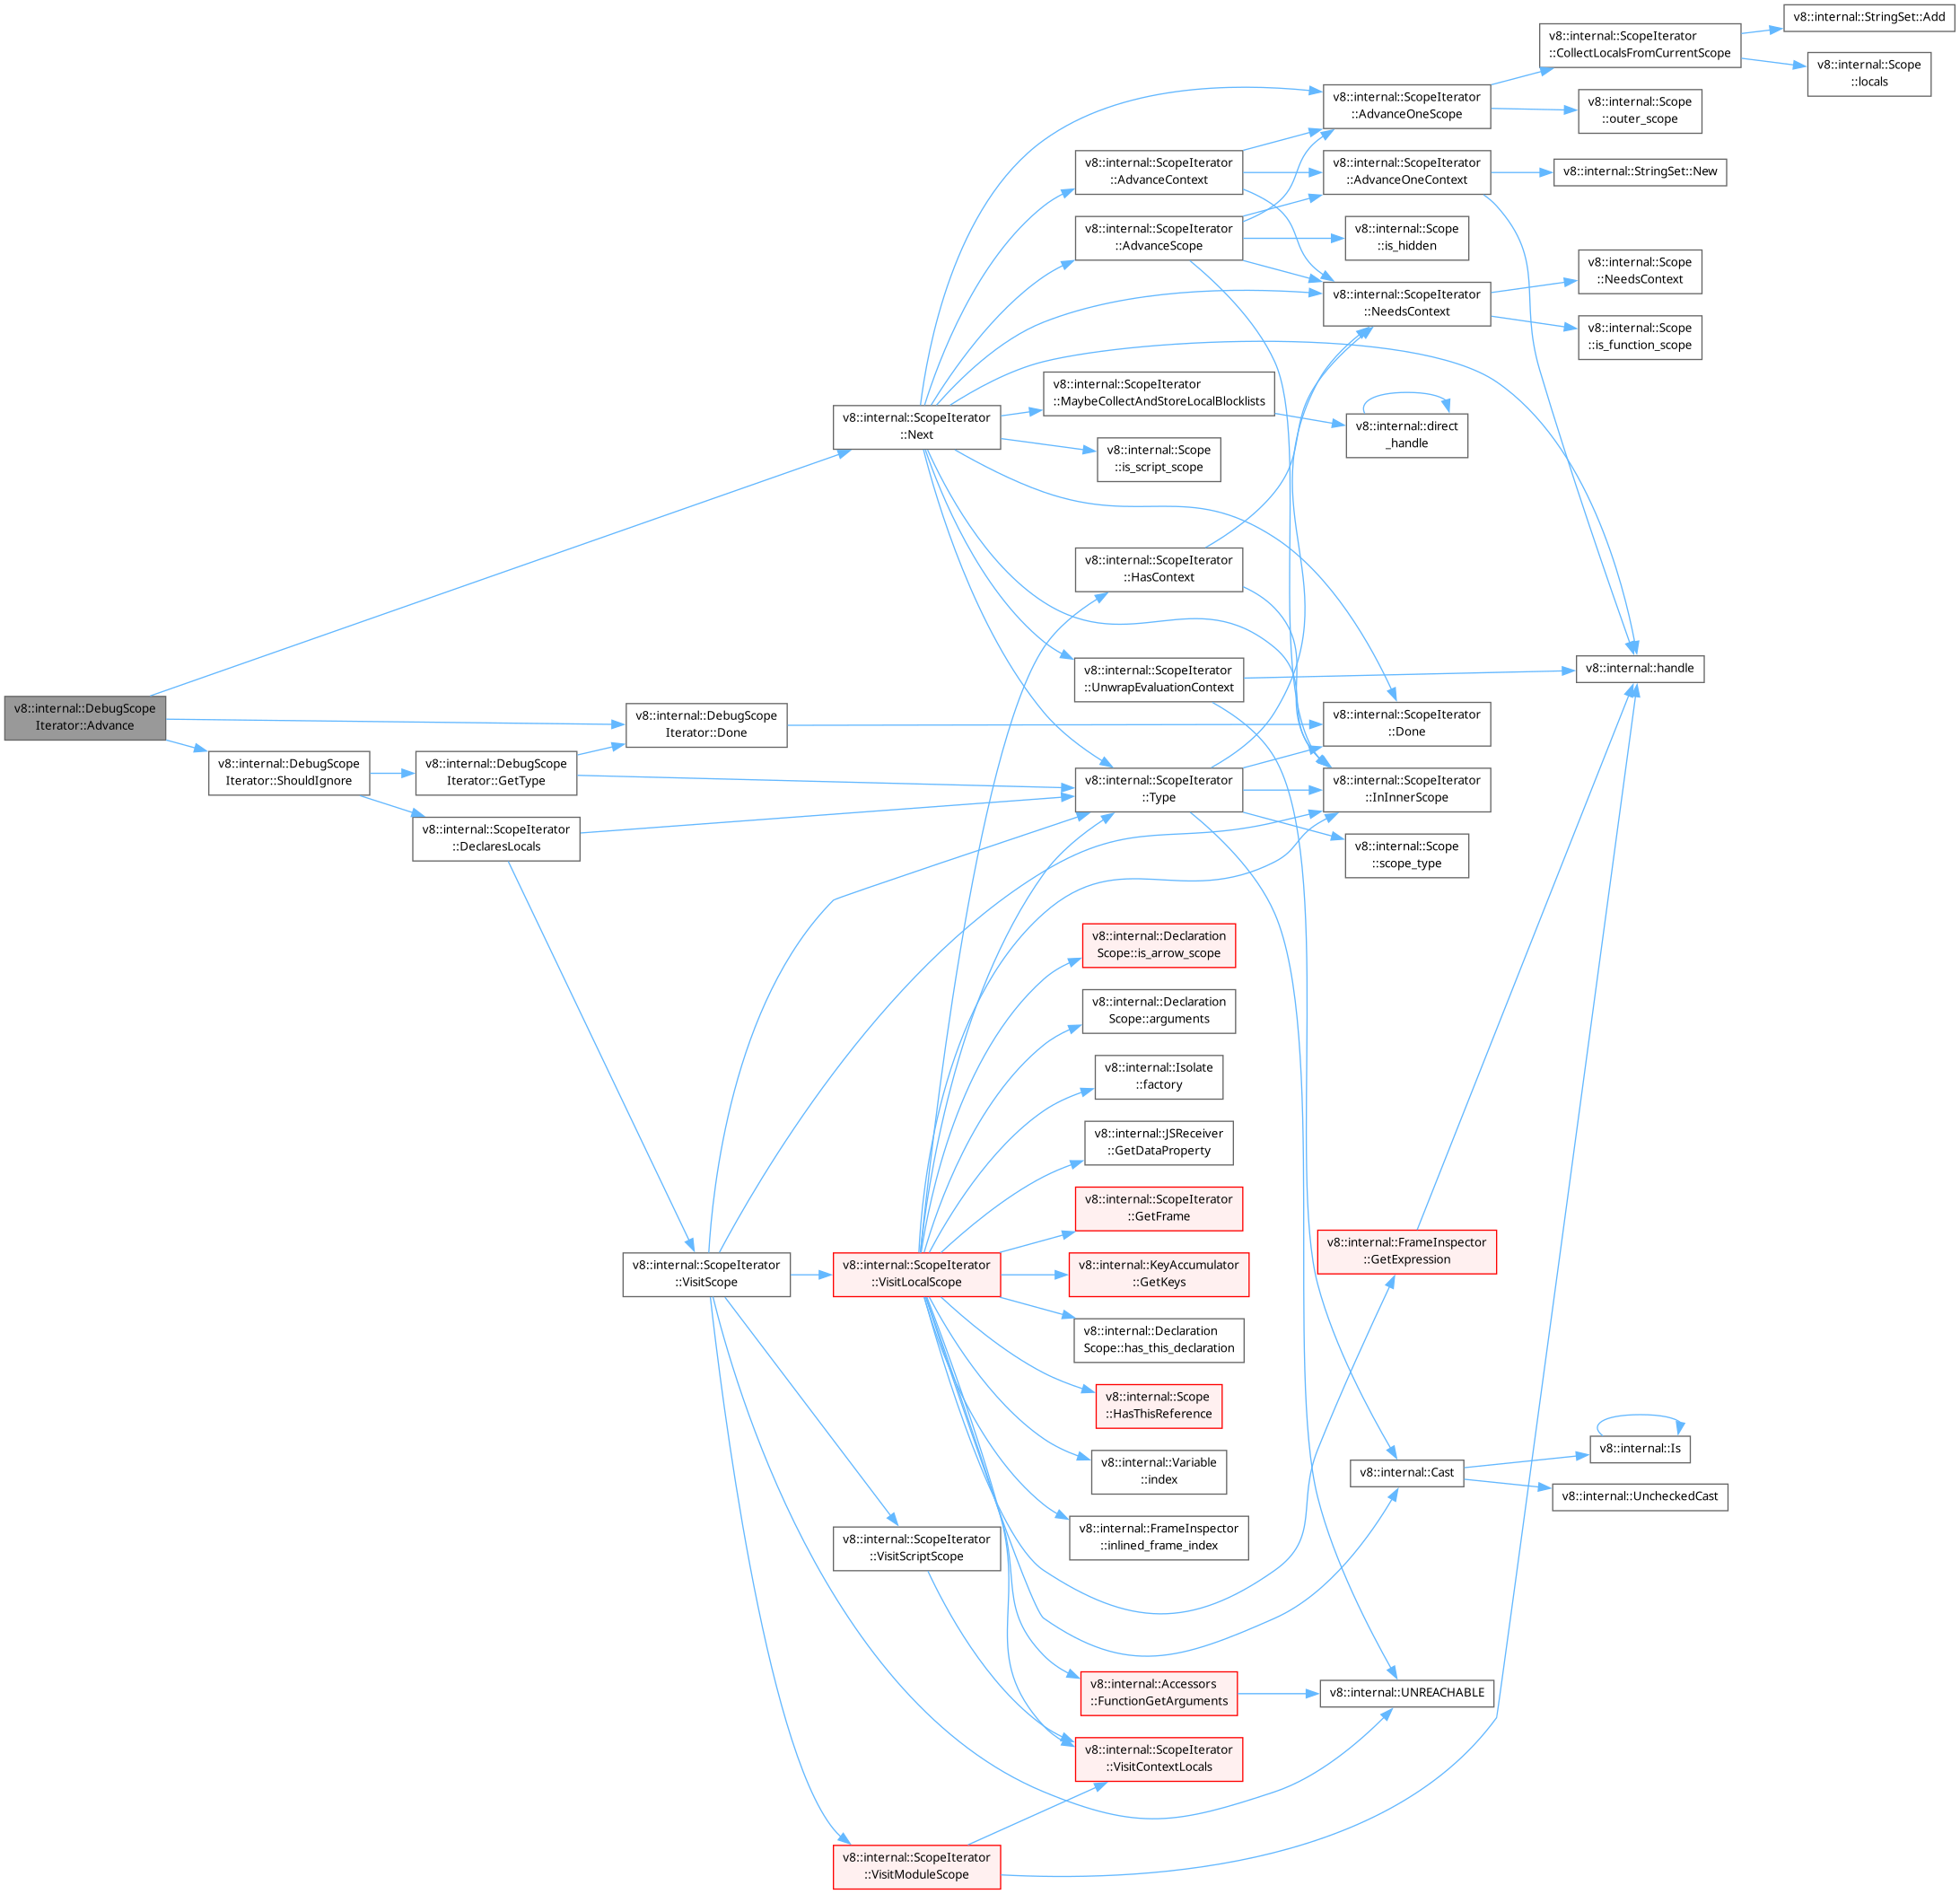 v8::internal::StringSet::Add
v8::internal::ScopeIterator
::CollectLocalsFromCurrentScope
v8::internal::Scope
::locals
v8::internal::ScopeIterator
::AdvanceOneScope
v8::internal::Scope
::outer_scope
v8::internal::ScopeIterator
::AdvanceContext
v8::internal::ScopeIterator
::AdvanceOneContext
v8::internal::StringSet::New
v8::internal::ScopeIterator
::AdvanceScope
v8::internal::Scope
::is_hidden
v8::internal::Scope
::NeedsContext
v8::internal::ScopeIterator
::NeedsContext
v8::internal::Scope
::is_function_scope
v8::internal::ScopeIterator
::MaybeCollectAndStoreLocalBlocklists
v8::internal::ScopeIterator
::Next
v8::internal::direct
_handle
v8::internal::Scope
::is_script_scope
v8::internal::ScopeIterator
::HasContext
v8::internal::ScopeIterator
::UnwrapEvaluationContext
v8::internal::handle
v8::internal::DebugScope
Iterator::Advance
v8::internal::DebugScope
Iterator::Done
v8::internal::ScopeIterator
::Done
v8::internal::DebugScope
Iterator::ShouldIgnore
v8::internal::DebugScope
Iterator::GetType
v8::internal::ScopeIterator
::Type
v8::internal::ScopeIterator
::InInnerScope
v8::internal::ScopeIterator
::DeclaresLocals
v8::internal::Scope
::scope_type
v8::internal::Declaration
Scope::is_arrow_scope
v8::internal::Declaration
Scope::arguments
v8::internal::Isolate
::factory
v8::internal::JSReceiver
::GetDataProperty
v8::internal::ScopeIterator
::GetFrame
v8::internal::FrameInspector
::GetExpression
v8::internal::ScopeIterator
::VisitScope
v8::internal::ScopeIterator
::VisitLocalScope
v8::internal::KeyAccumulator
::GetKeys
v8::internal::Declaration
Scope::has_this_declaration
v8::internal::Scope
::HasThisReference
v8::internal::Variable
::index
v8::internal::Is
v8::internal::Cast
v8::internal::UncheckedCast
v8::internal::FrameInspector
::inlined_frame_index
v8::internal::ScopeIterator
::VisitScriptScope
v8::internal::Accessors
::FunctionGetArguments
v8::internal::UNREACHABLE
v8::internal::ScopeIterator
::VisitContextLocals
v8::internal::ScopeIterator
::VisitModuleScope